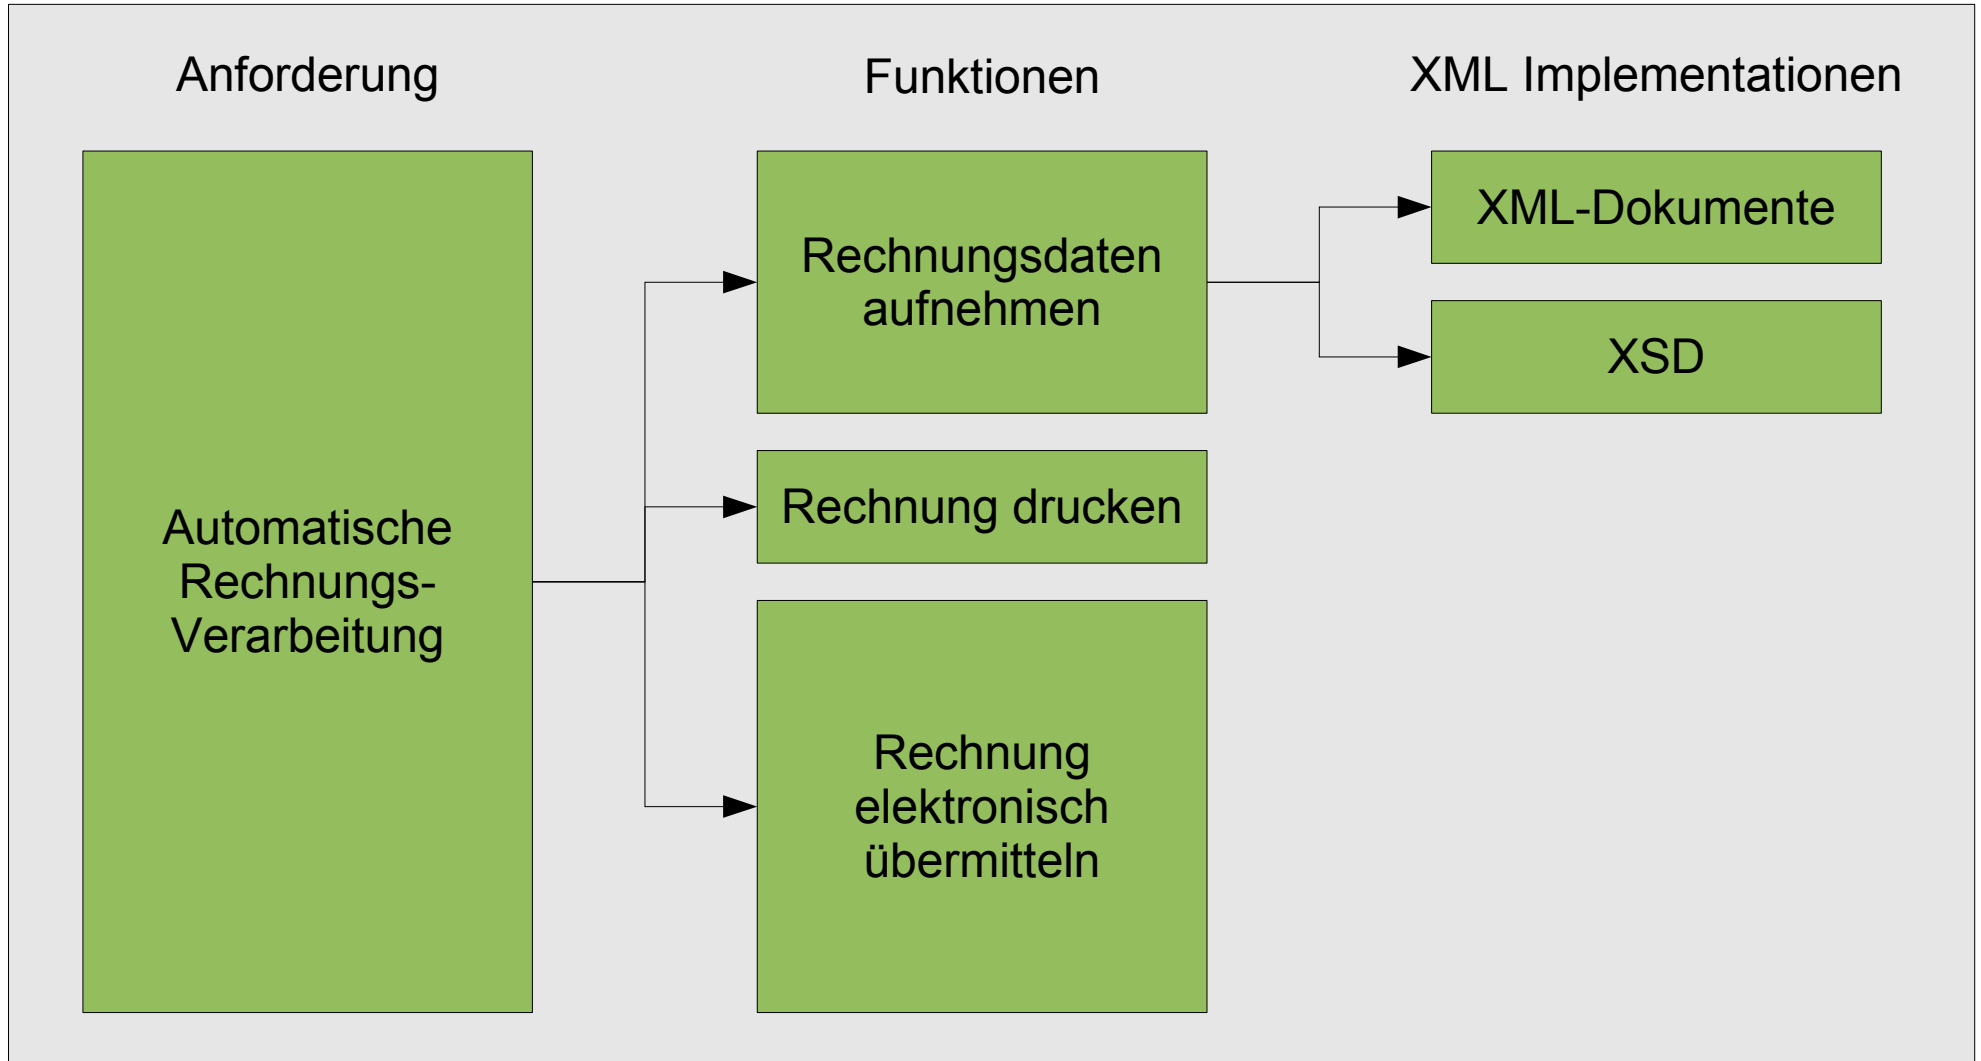 Anforderung
Funktionen
XML Implementationen
Automatische
Rechnungs-
Verarbeitung
Rechnungsdaten
aufnehmen
Rechnung drucken
Rechnung
elektronisch
übermitteln
XML-Dokumente
XSD